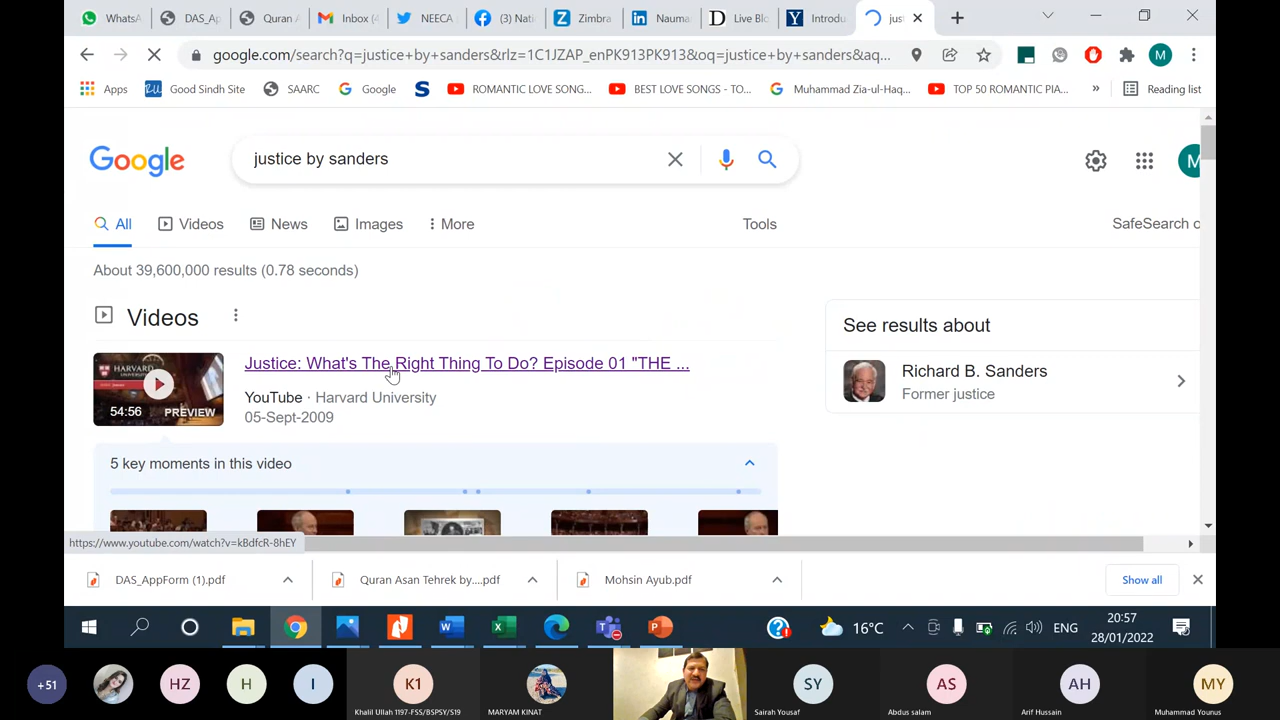 WhatsA
DAS_Ap
Quran A
Inbox (4
NEECA
(3) Nati
Zimbra
Nauma
Live Blo
Introdu
jus
google.com/search?q=justice+by+sanders&rlz=1C1JZAP_enPK913PK913&oq=justice+by+sanders&aq...
M
Apps
Good Sindh Site
SAARC
Google
ROMANTIC LOVE SONG...
BEST LOVE SONGS - TO...
Muhammad Zia-ul-Haq...
TOP 50 ROMANTIC PIA...
»
Reading list
Google
justice by sanders
M
All
Videos
News
Images
More
Tools
SafeSearch o
About 39,600,000 results (0.78 seconds)
Videos
See results about
Justice: What's The Right Thing To Do? Episode 01 "THE ...
HARVARD
54:56
PREVIEW
YouTube · Harvard University
05-Sept-2009
Richard B. Sanders
Former justice
5 key moments in this video
https://www.youtube.com/watch?v=kBdfcR-8hEY
DAS_AppForm (1).pdf
Quran Asan Tehrek by....pdf
Mohsin Ayub.pdf
Show all
16°C
ENG
20:57
28/01/2022
+51
HZ
H
I
K1
SY
AS
AH
MY
Khalil Ullah 1197-FSS/BSPSY/S19
MARYAM KINAT
Sairah Yousaf
Abdus salam
Arif Hussain
Muhammad Younus